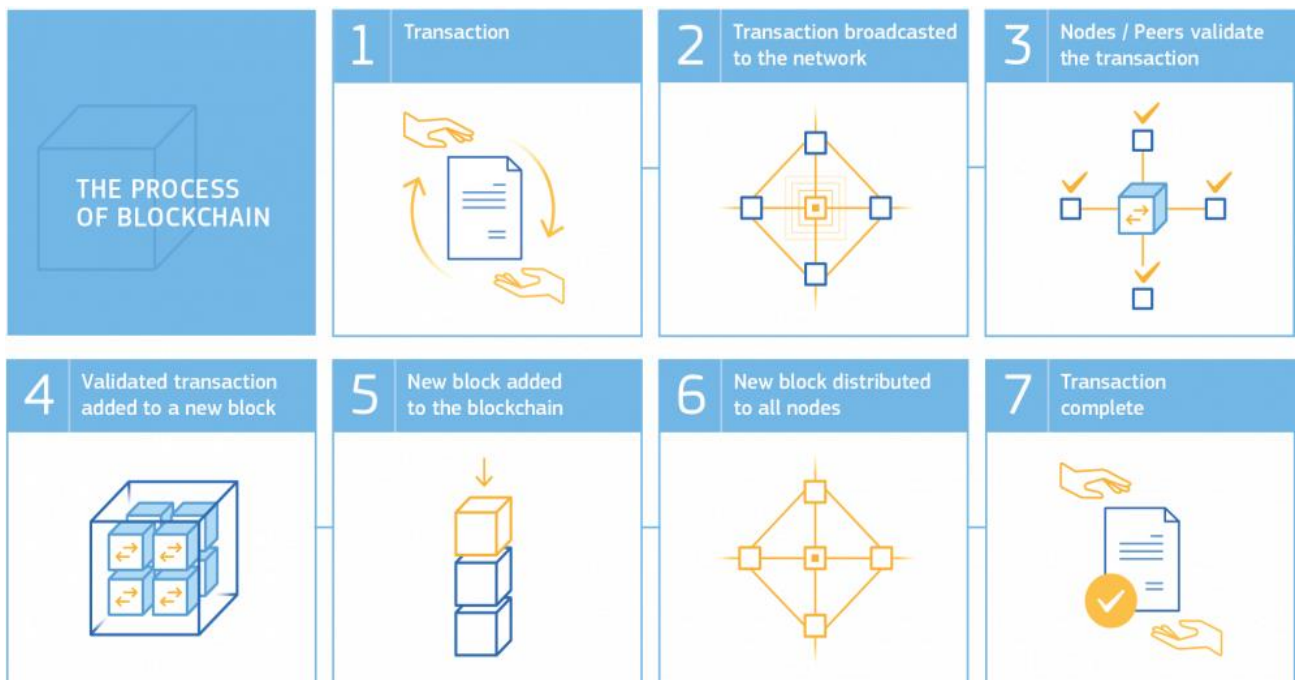 THE PROCESS
OF BLOCKCHAIN
1
Transaction
2
Transaction broadcasted
to the network
3
Nodes / Peers validate
the transaction
4
Validated transaction
added to a new block
5
New block added
to the blockchain
6
New block distributed
to all nodes
7
Transaction
complete